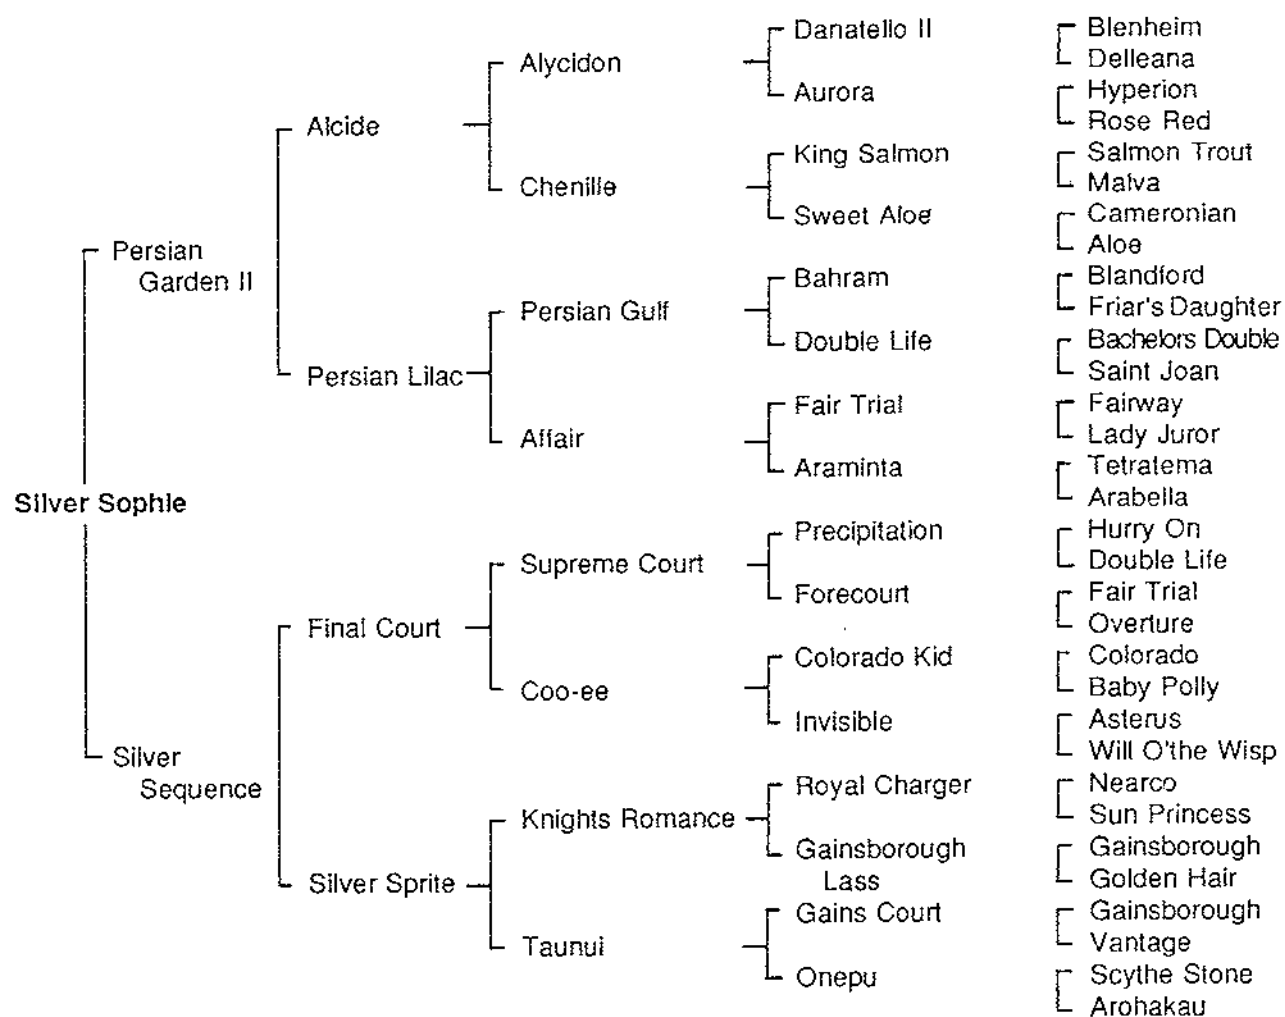 Danatello II
Blenheim
Delleana
Alycidon
Aurora
Hyperion
Rose Red
Alcide
King Salmon
Salmon Trout
Malva
Chenille
Sweet Aloe
Cameronian
Aloe
Persian
Garden II
Bahram
Blandford
Friar's Daughter
Persian Gulf
Double Life
Bachelors Double
Saint Joan
Persian Lilac
Fair Trial
Fairway
Lady Juror
Affair
Araminta
Tetratema
Arabella
Silver Sophie
Precipitation
Hurry On
Double Life
Supreme Court
Forecourt
Fair Trial
Overture
Final Court
Colorado Kid
Colorado
Baby Polly
Coo-ee
Invisible
Asterus
Will O'the Wisp
Silver
Sequence
Royal Charger
Nearco
Sun Princess
Knights Romance
Gainsborough
Lass
Gainsborough
Golden Hair
Silver Sprite
Gains Court
Gainsborough
Vantage
Taunui
Onepu
Scythe Stone
Arohakau